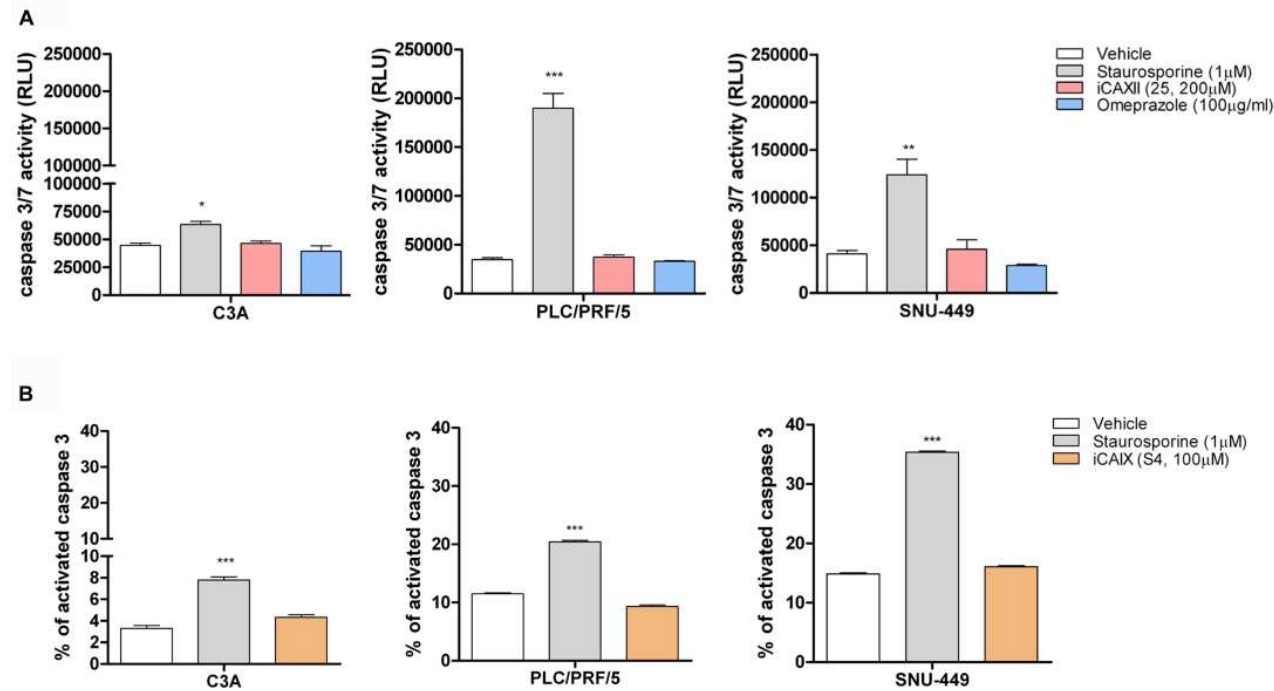 A
caspase 3/7 activity (RLU)
250000
200000
150000
100000
100000
75000
50000
25000
0
*
C3A
caspase 3/7 activity (RLU)
250000
200000
150000
100000
50000
0
***
PLC/PRF/5
caspase 3/7 activity (RLU)
250000
200000
150000
100000
50000
0
**
SNU-449
Vehicle
Staurosporine (1µM)
iCAXII (25, 200µM)
Omeprazole (100µg/ml)
B
% of activated caspase 3
40
30
20
10
10
8
6
4
2
0
***
C3A
% of activated caspase 3
40
30
20
10
0
***
PLC/PRF/5
% of activated caspase 3
40
30
20
10
0
***
SNU-449
Vehicle
Staurosporine (1µM)
iCAIX (S4, 100µM)